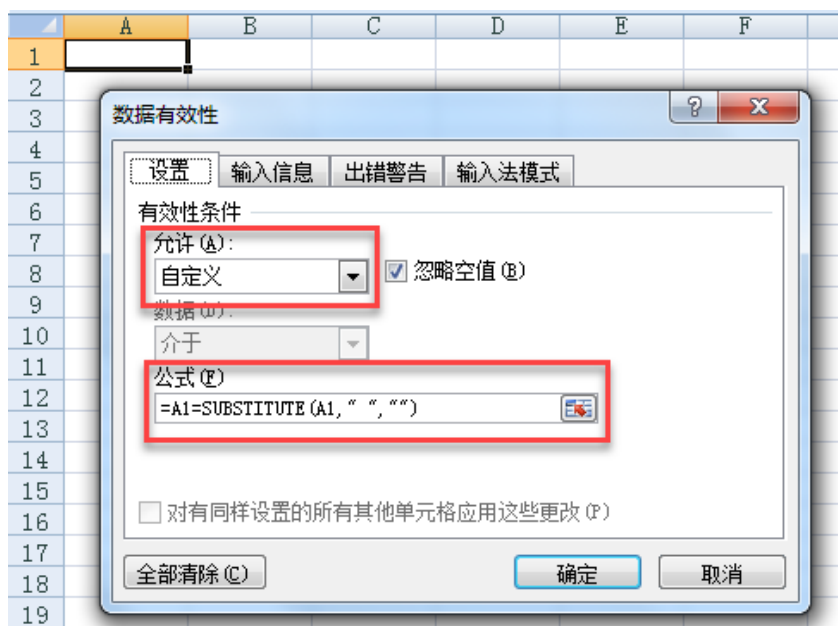 A B C D E F
1
2
3
数据有效性
4
设置 输入信息 出错警告 输入法模式
5
6
有效性条件
7
允许(A):
8
自定义 忽略空值(B)
9
数据(D):
10
介于
11
公式(F)
12
=A1=SUBSTITUTE(A1,“ “,““)
13
14
15
16
对有同样设置的所有其他单元格应用这些更改(P)
17
18
全部清除(C) 确定 取消
19